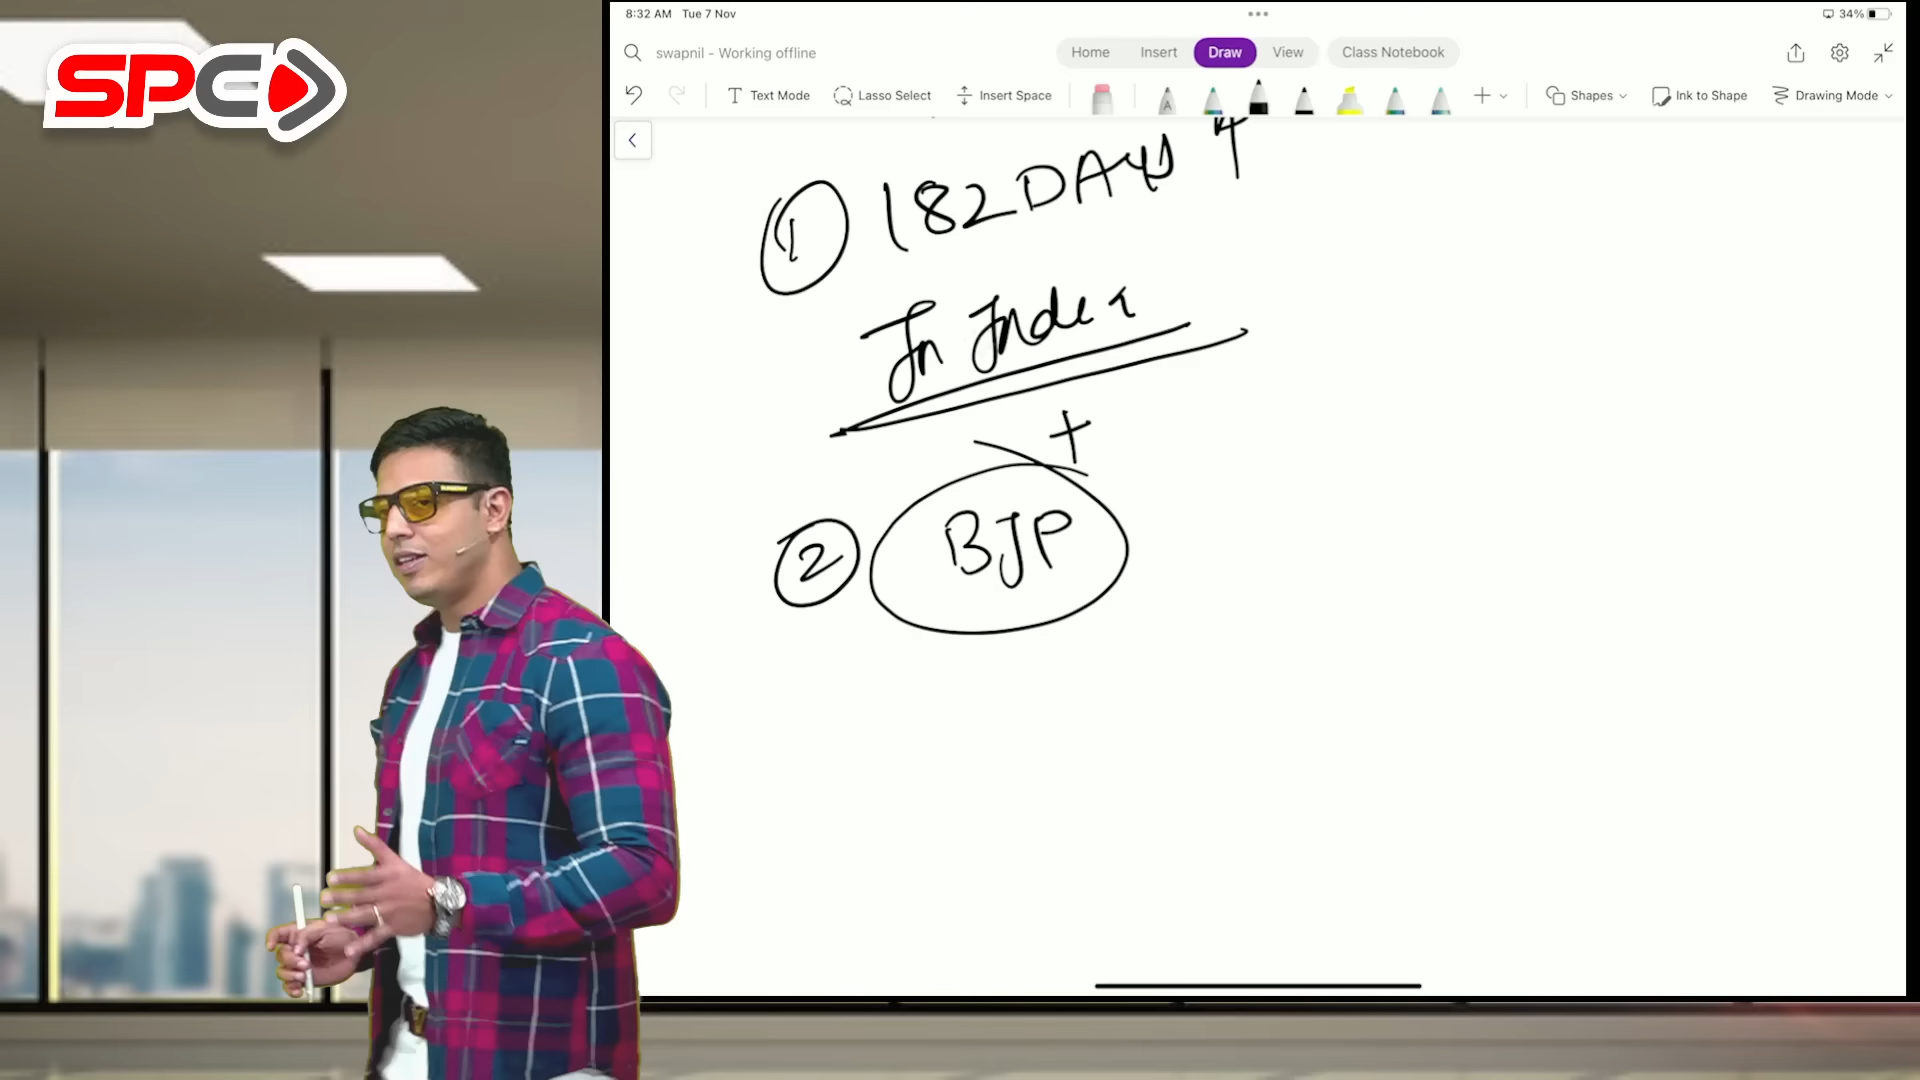 SPC
8:32 AM Tue 7 Nov
34%
swapnil - Working offline
Home Insert Draw View Class Notebook
Text Mode Lasso Select Insert Space Shapes Ink to Shape Drawing Mode
1 182 DAYS
In Index
+
2 BJP